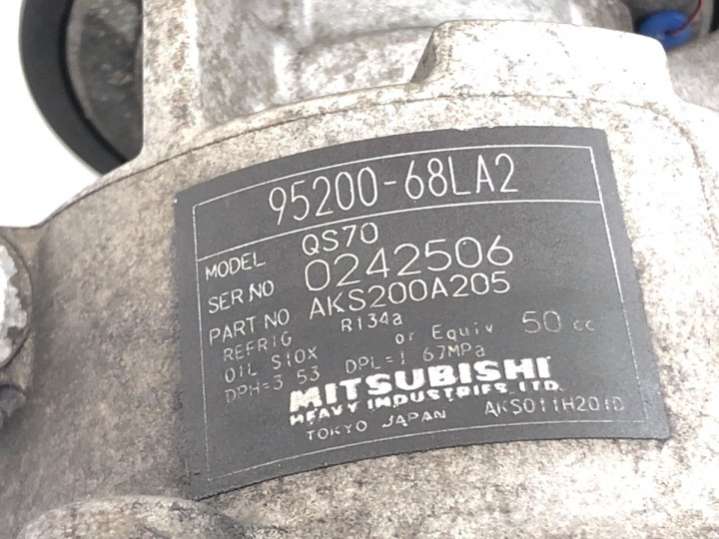 95200-68LA2
MODEL QS70
SER NO 0242506
PART NO AKS200A205
REFRIG R134a
OIL S10X or Equiv 50 cc
DPH=3 53 DPL=1 67MPa
MITSUBISHI
HEAVY INDUSTRIES, LTD.
TOKYO JAPAN AKS011H201D